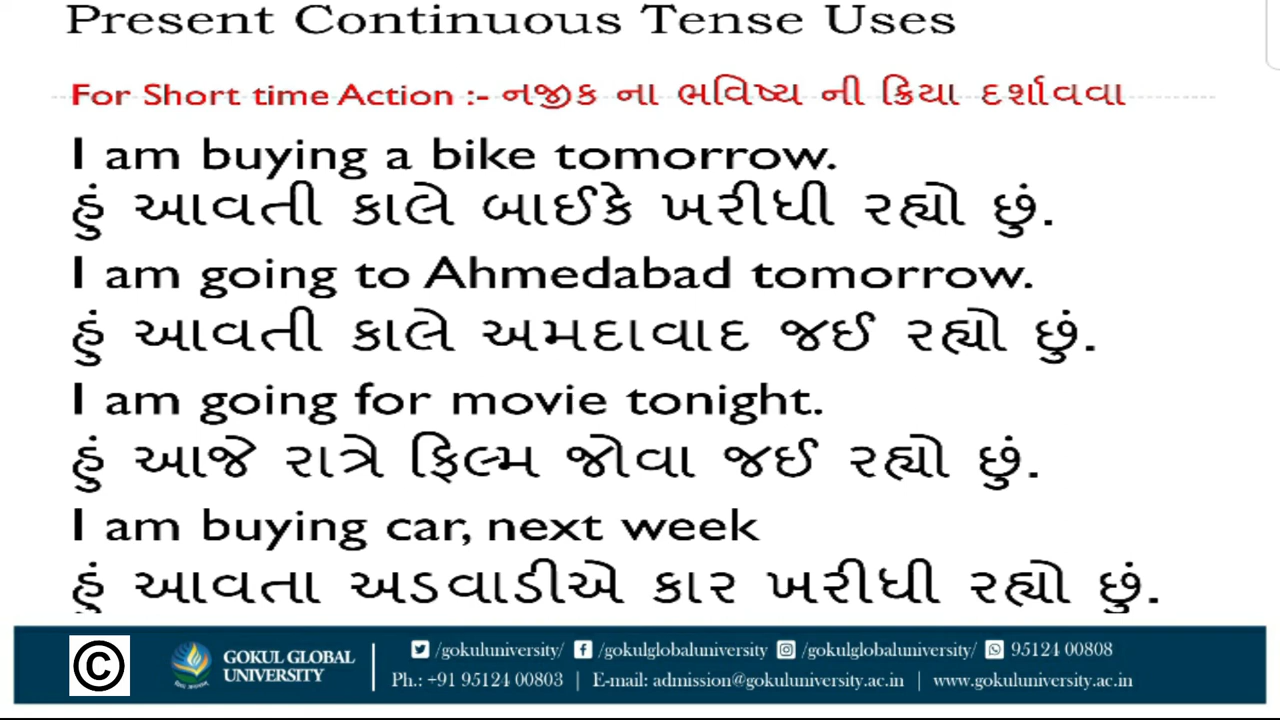 Present Continuous Tense Uses
For Short time Action :- નજીક ના ભવિષ્ય ની ક્રિયા દર્શાવવા
I am buying a bike tomorrow.
હું આવતી કાલે બાઈકે ખરીધી રહ્યો છું.
I am going to Ahmedabad tomorrow.
હું આવતી કાલે અમદાવાદ જઈ રહ્યો છું.
I am going for movie tonight.
હું આજે રાત્રે ફિલ્મ જોવા જઈ રહ્યો છું.
I am buying car, next week
હું આવતા અડવાડીએ કાર ખરીધી રહ્યો છું.
©
GOKUL GLOBAL UNIVERSITY
/gokuluniversity/ /gokulglobaluniversity /gokulglobaluniversity/ 95124 00808
Ph.: +91 95124 00803 | E-mail: admission@gokuluniversity.ac.in | www.gokuluniversity.ac.in